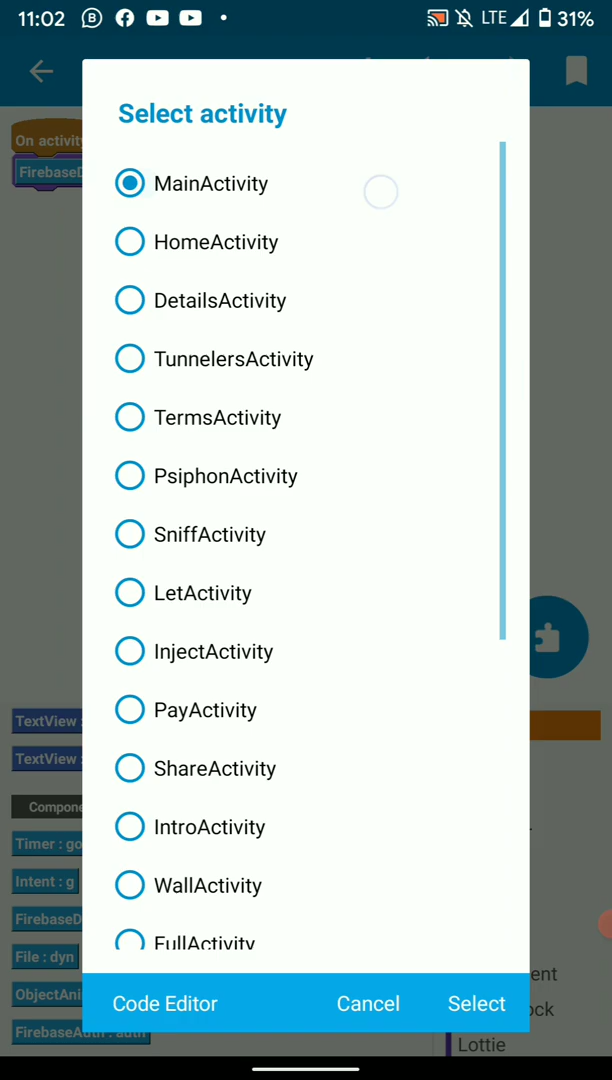 11:02
LTE 31%
On activit
FirebaseD
Select activity
MainActivity
HomeActivity
DetailsActivity
TunnelersActivity
TermsActivity
PsiphonActivity
SniffActivity
LetActivity
InjectActivity
PayActivity
ShareActivity
IntroActivity
WallActivity
FullActivity
TextView :
TextView :
Compone
Timer : go
Intent : g
FirebaseD
File : dyn
ObjectAni
FirebaseAuth : auth
ent
ock
Lottie
Code Editor
Cancel
Select